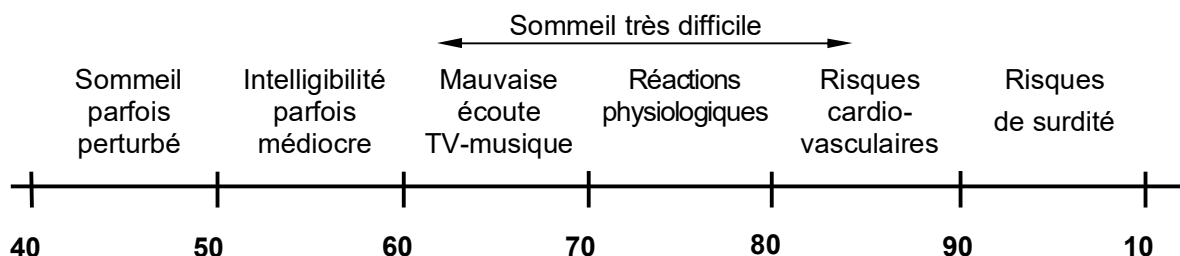 Sommeil très difficile
Sommeil
parfois
perturbé
Intelligibilité
parfois
médiocre
Mauvaise
écoute
TV-musique
Réactions
physiologiques
Risques
cardio-
vasculaires
Risques
de surdité
40 50 60 70 80 90 10